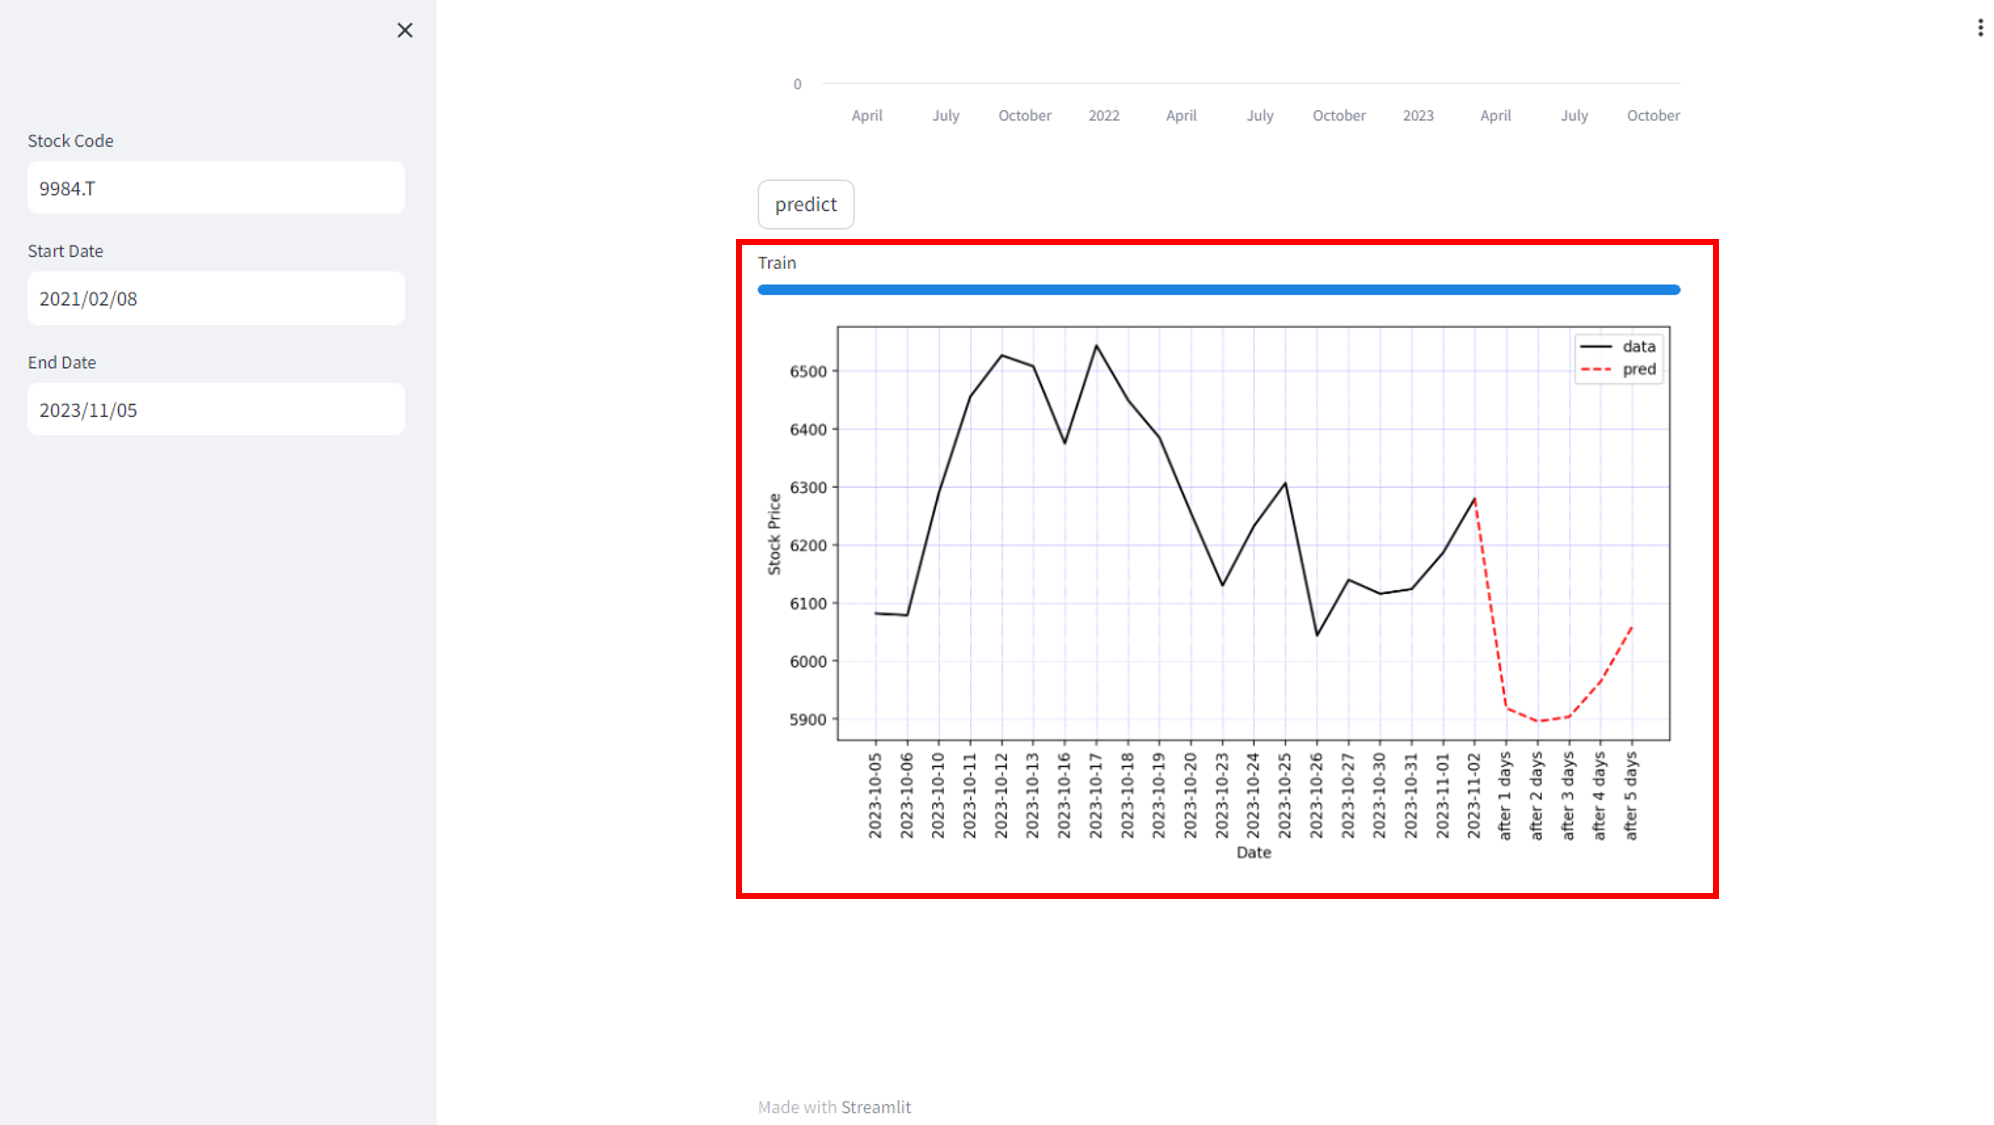 Stock Code
9984.T
Start Date
2021/02/08
End Date
2023/11/05
0
April July October 2022 April July October 2023 April July October
predict
Train
data
pred
6500
6400
6300
6200
6100
6000
5900
Stock Price
2023-10-05
2023-10-06
2023-10-10
2023-10-11
2023-10-12
2023-10-13
2023-10-16
2023-10-17
2023-10-18
2023-10-19
2023-10-20
2023-10-23
2023-10-24
2023-10-25
2023-10-26
2023-10-27
2023-10-30
2023-10-31
2023-11-01
2023-11-02
after 1 days
after 2 days
after 3 days
after 4 days
after 5 days
Date
Made with Streamlit